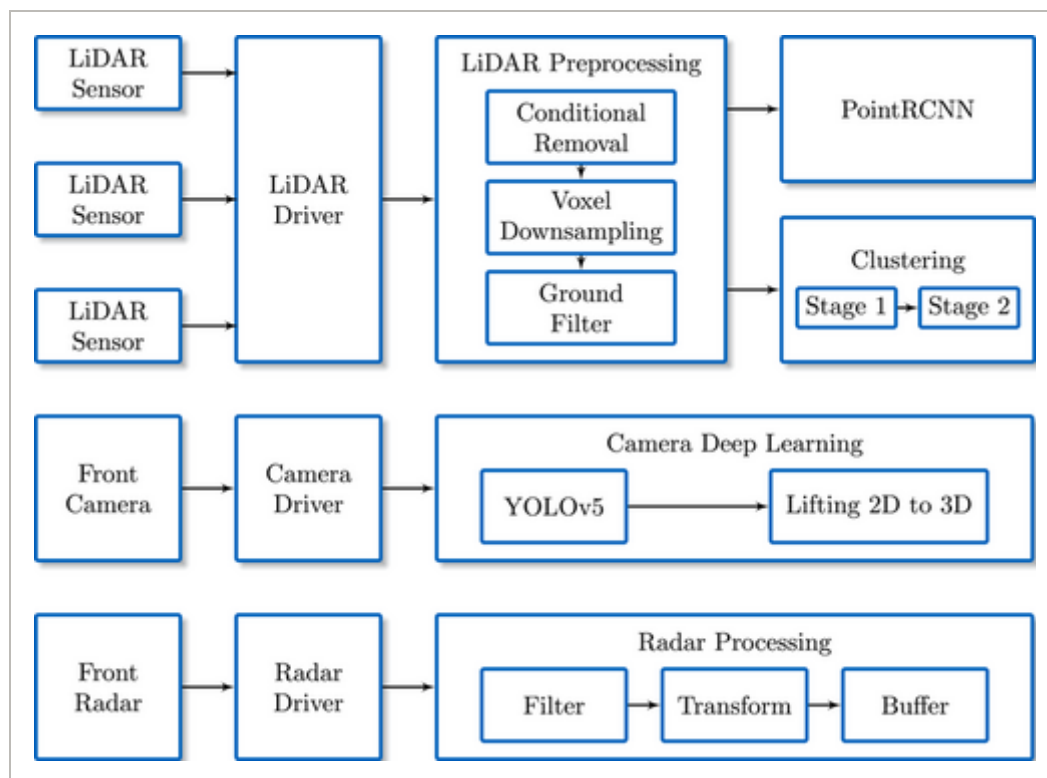 LiDAR
Sensor
LiDAR
Sensor
LiDAR
Sensor
LiDAR
Driver
LiDAR Preprocessing
Conditional
Removal
Voxel
Downsampling
Ground
Filter
PointRCNN
Clustering
Stage 1
Stage 2
Front
Camera
Camera
Driver
Camera Deep Learning
YOLOv5
Lifting 2D to 3D
Front
Radar
Radar
Driver
Radar Processing
Filter
Transform
Buffer